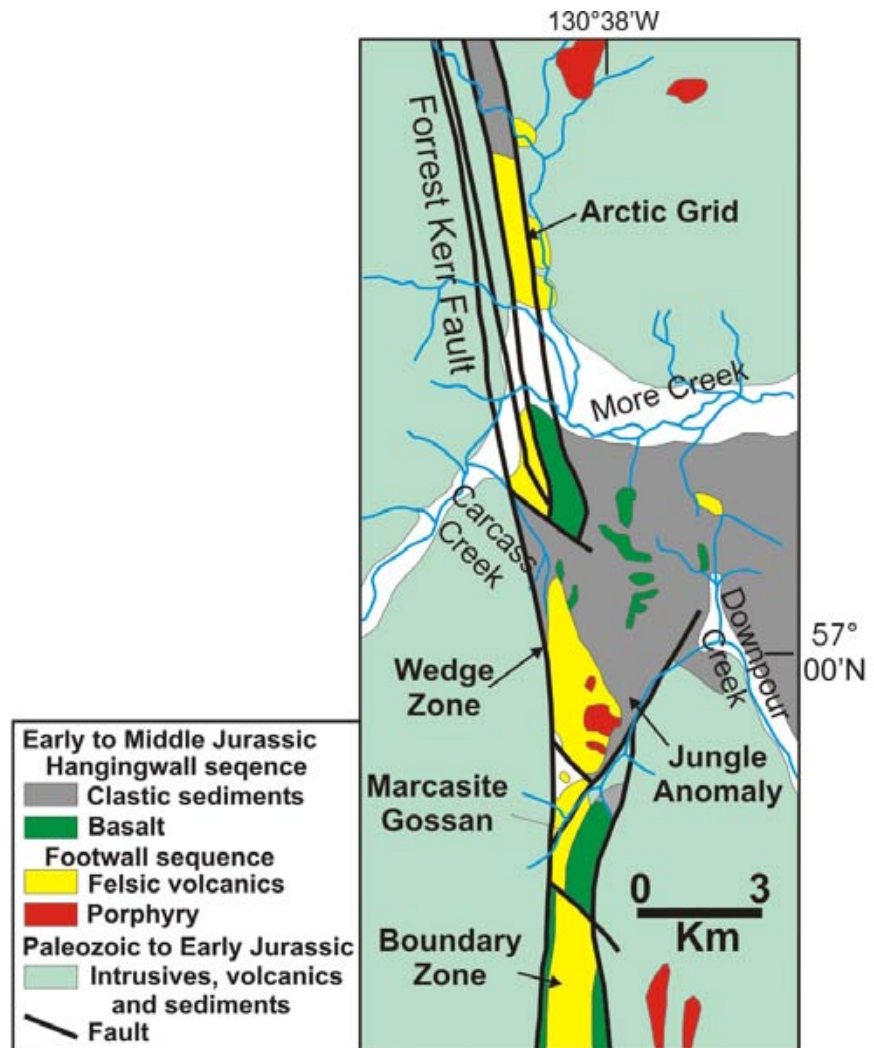 130°38'W
Forrest Kerr Fault
Arctic Grid
More Creek
Carcass
Creek
Downpour
Creek
57°
00'N
Wedge
Zone
Jungle
Anomaly
Marcasite
Gossan
0 3
Km
Boundary
Zone
Early to Middle Jurassic
Hangingwall seqence
Clastic sediments
Basalt
Footwall sequence
Felsic volcanics
Porphyry
Paleozoic to Early Jurassic
Intrusives, volcanics
and sediments
Fault